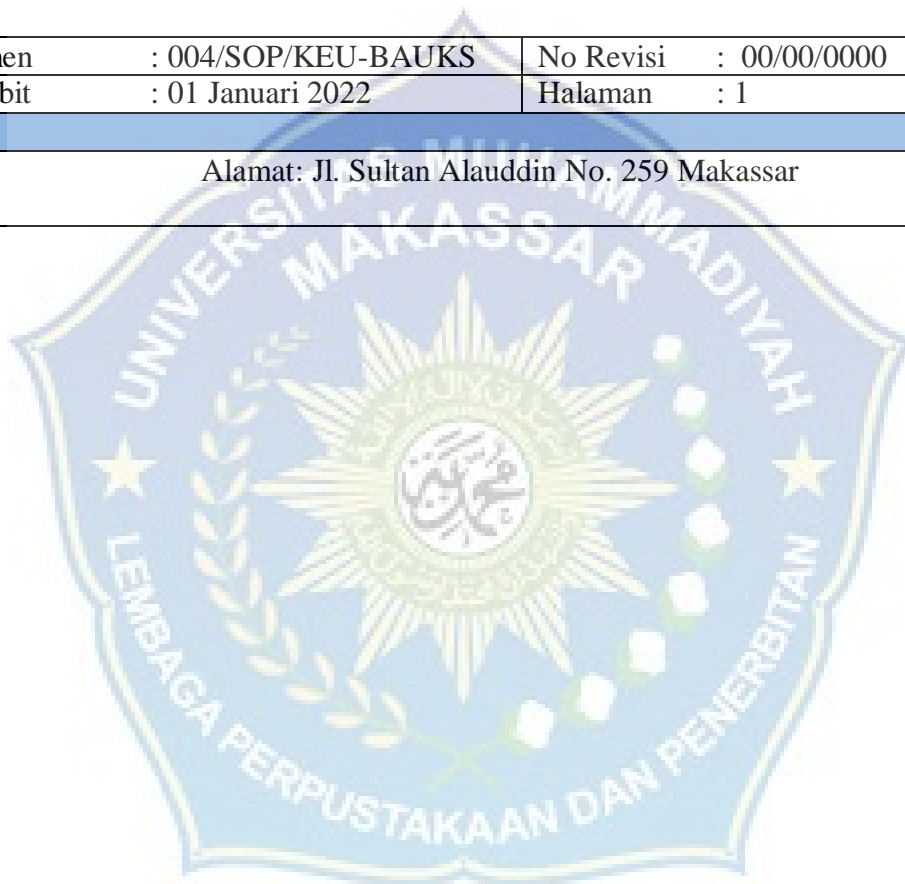 en : 004/SOP/KEU-BAUKS No Revisi : 00/00/0000
bit : 01 Januari 2022 Halaman : 1
Alamat: Jl. Sultan Alauddin No. 259 Makassar
UNIVERSITAS MUHAMMADIYAH
MAKASSAR
محمدية
LEMBAGA PERPUSTAKAAN DAN PENERBITAN